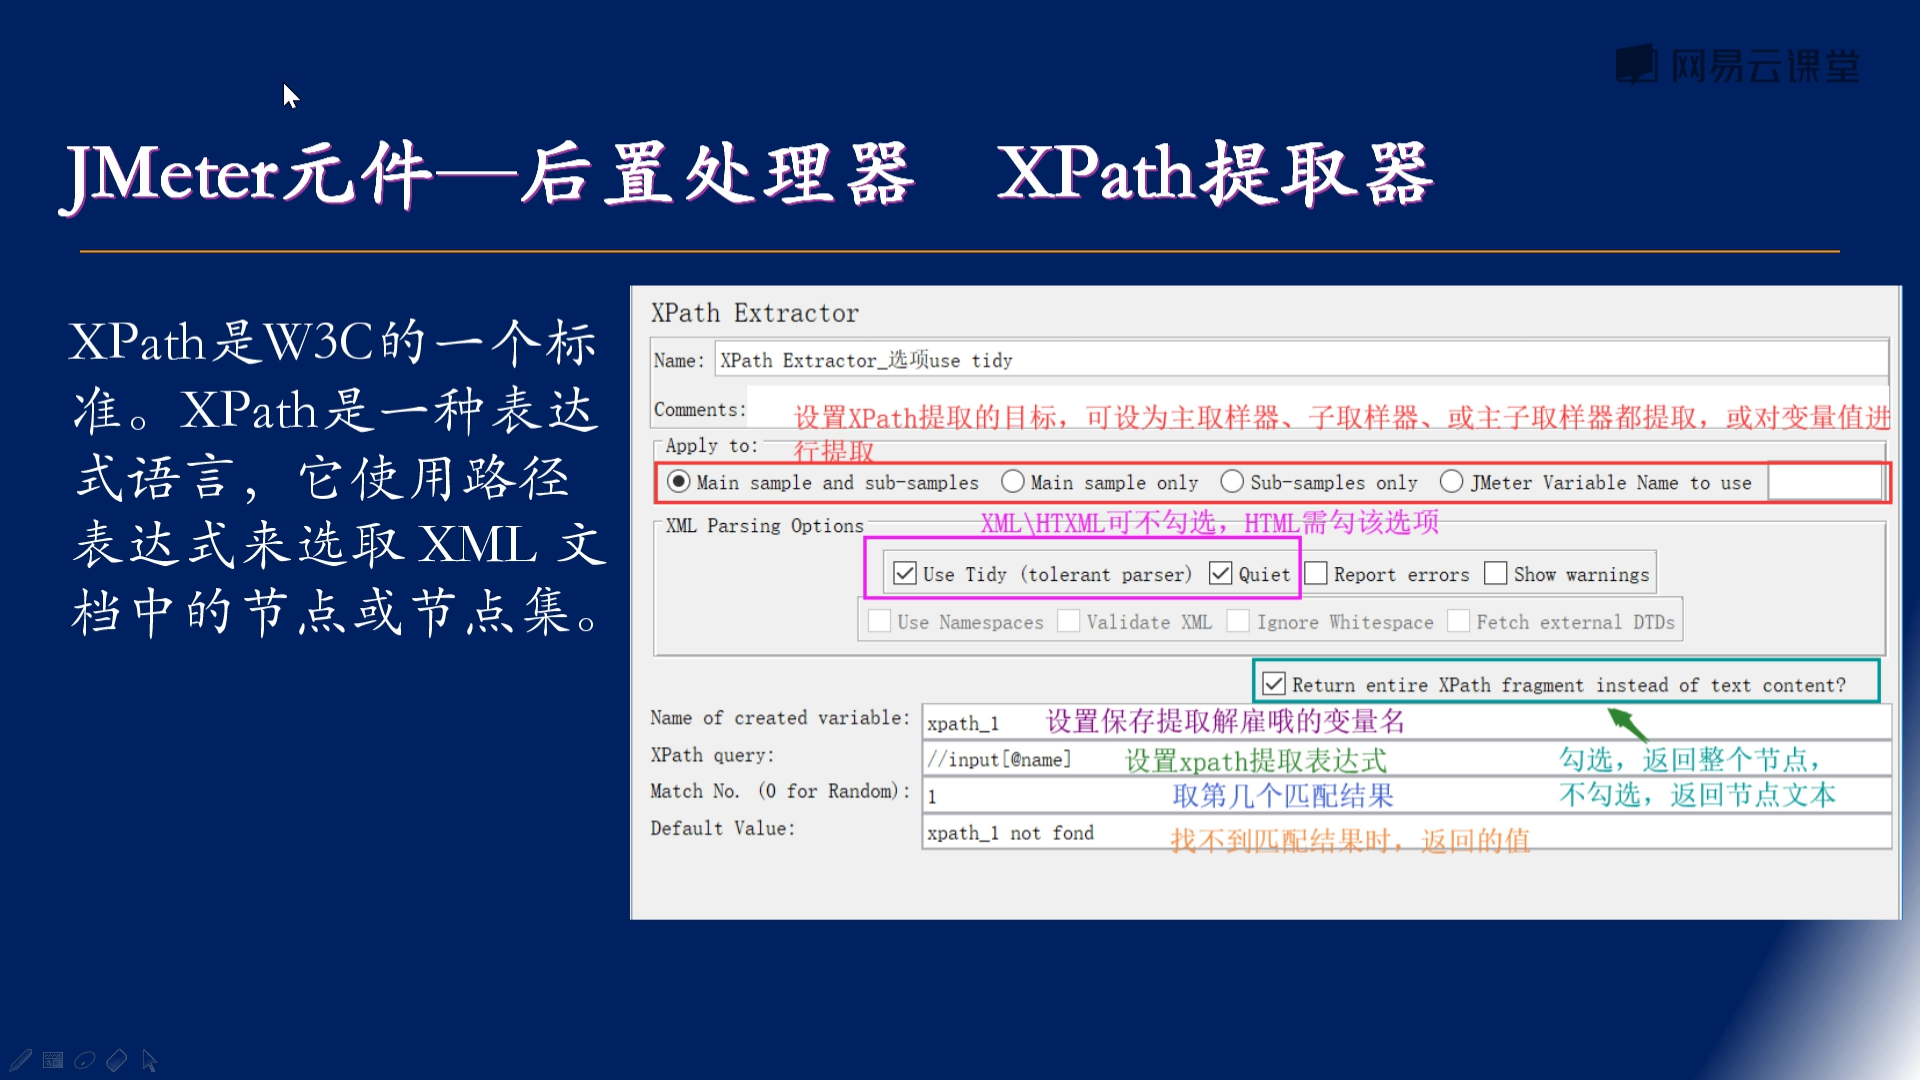 网易云课堂
JMeter元件—后置处理器 XPath提取器
XPath是W3C的一个标
准。XPath是一种表达
式语言，它使用路径
表达式来选取 XML 文
档中的节点或节点集。
XPath Extractor
Name: XPath Extractor_选项use tidy
Comments:
设置XPath提取的目标，可设为主取样器、子取样器、或主子取样器都提取，或对变量值进
行提取
Apply to:
Main sample and sub-samples Main sample only Sub-samples only JMeter Variable Name to use
XML Parsing Options
XML\HTXML可不勾选，HTML需勾该选项
Use Tidy (tolerant parser) Quiet Report errors Show warnings
Use Namespaces Validate XML Ignore Whitespace Fetch external DTDs
Return entire XPath fragment instead of text content?
Name of created variable: xpath_1 设置保存提取解雇哦的变量名
XPath query: //input[@name] 设置xpath提取表达式 勾选，返回整个节点，
Match No. (0 for Random): 1 取第几个匹配结果 不勾选，返回节点文本
Default Value: xpath_1 not fond 找不到匹配结果时，返回的值